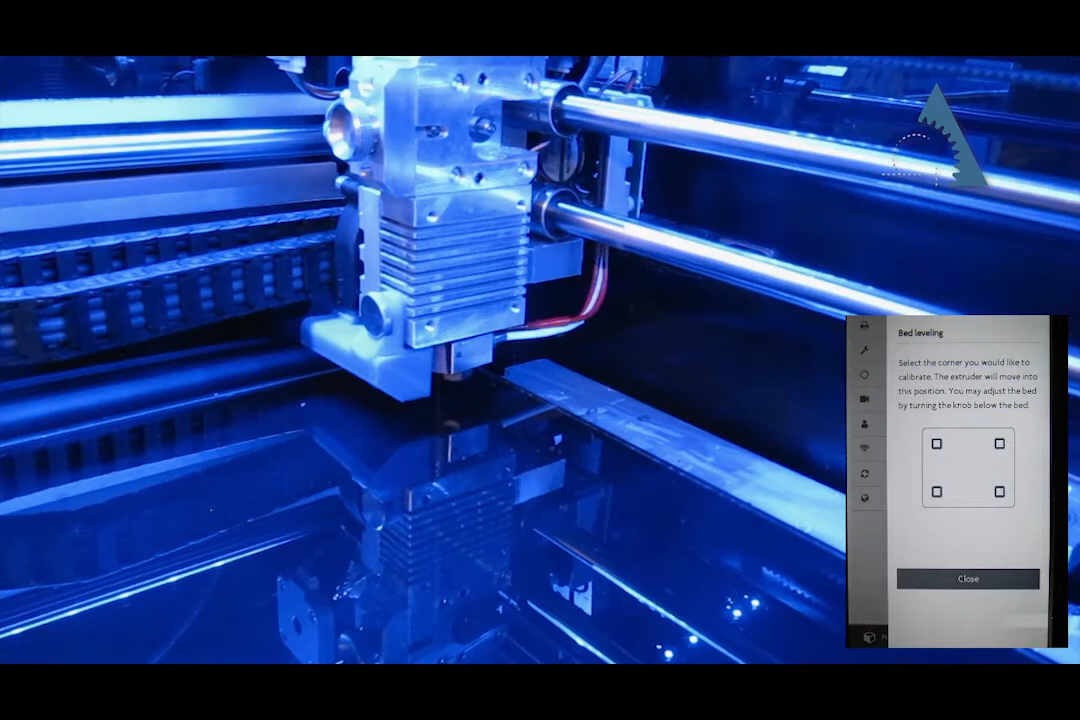 Bed leveling
Select the corner you would like to
calibrate. The extruder will move into
this position. You may adjust the bed
by turning the knob below the bed.
Close